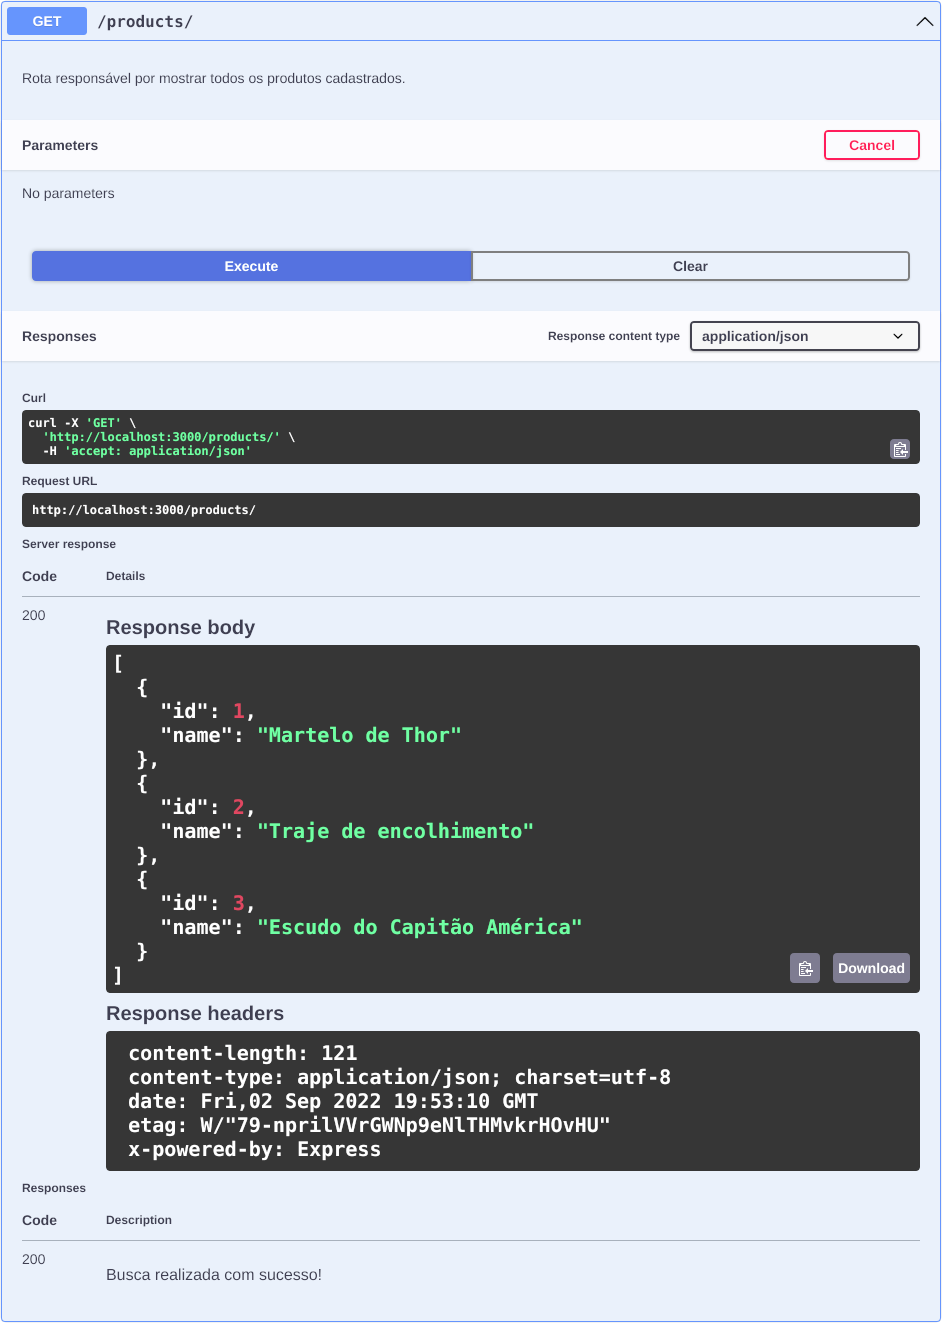 GET /products/
Rota responsável por mostrar todos os produtos cadastrados.
Parameters Cancel
No parameters
Execute Clear
Responses Response content type application/json
Curl
curl -X 'GET' \
  'http://localhost:3000/products/' \
  -H 'accept: application/json'
Request URL
http://localhost:3000/products/
Server response
Code Details
200
Response body
[
  {
    "id": 1,
    "name": "Martelo de Thor"
  },
  {
    "id": 2,
    "name": "Traje de encolhimento"
  },
  {
    "id": 3,
    "name": "Escudo do Capitão América"
  }
]
Download
Response headers
content-length: 121
content-type: application/json; charset=utf-8
date: Fri,02 Sep 2022 19:53:10 GMT
etag: W/"79-nprilVVrGWNp9eNlTHMvkrHOvHU"
x-powered-by: Express
Responses
Code Description
200
Busca realizada com sucesso!